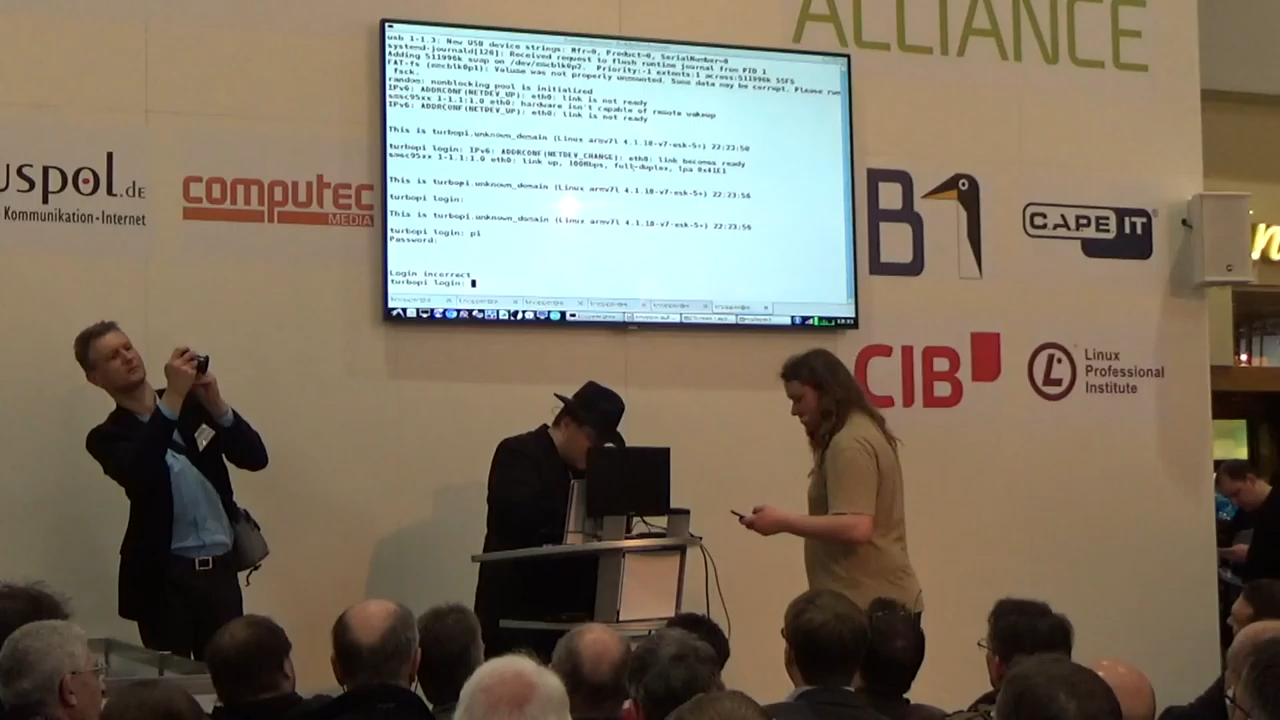 ALLIANCE
usb 1-1.3: New USB device strings: Mfr=0, Product=0, SerialNumber=0
systemd-journald[126]: Received request to flush runtime journal from PID 1
Adding 511996k swap on /dev/mmcblk0p2. Priority:-1 extents:1 across:511996k SSFS
FAT-fs (mmcblk0p1): Volume was not properly unmounted. Some data may be corrupt. Please run
fsck.
random: nonblocking pool is initialized
IPv6: ADDRCONF(NETDEV_UP): eth0: link is not ready
smsc95xx 1-1.1:1.0 eth0: hardware isn't capable of remote wakeup
IPv6: ADDRCONF(NETDEV_UP): eth0: link is not ready
This is turbopi.unknown_domain (Linux armv7l 4.1.18-v7-esk-5+) 22:23:50
turbopi login: IPv6: ADDRCONF(NETDEV_CHANGE): eth0: link becomes ready
smsc95xx 1-1.1:1.0 eth0: link up, 100Mbps, full-duplex, lpa 0x41E1
This is turbopi.unknown_domain (Linux armv7l 4.1.18-v7-esk-5+) 22:23:56
turbopi login:
This is turbopi.unknown_domain (Linux armv7l 4.1.18-v7-esk-5+) 22:23:56
turbopi login: pi
Password:
Login incorrect
turbopi login:
uspol.de
Kommunikation·Internet
computec
MEDIA
B1
C.A.P.E. IT
CIB
Linux
Professional
Institute